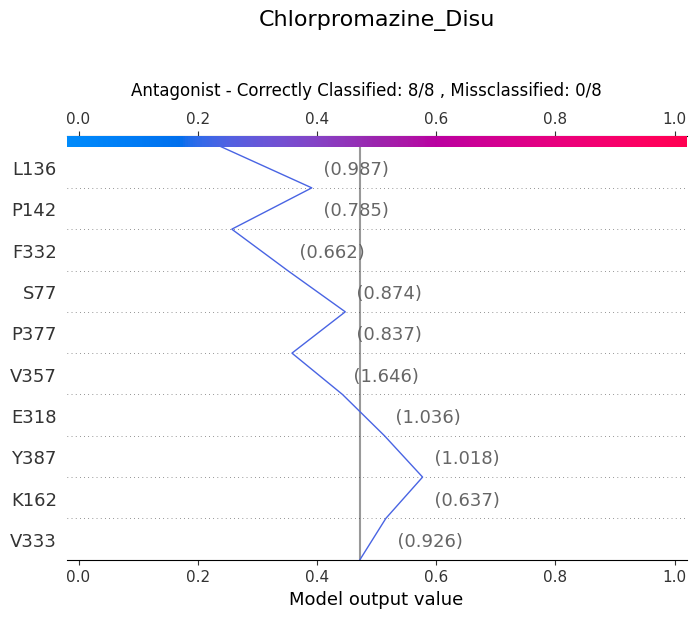 Chlorpromazine_Disu
Antagonist - Correctly Classified: 8/8 , Missclassified: 0/8
0.0 0.2 0.4 0.6 0.8 1.0
L136 (0.987)
P142 (0.785)
F332 (0.662)
S77 (0.874)
P377 (0.837)
V357 (1.646)
E318 (1.036)
Y387 (1.018)
K162 (0.637)
V333 (0.926)
0.0 0.2 0.4 0.6 0.8 1.0
Model output value